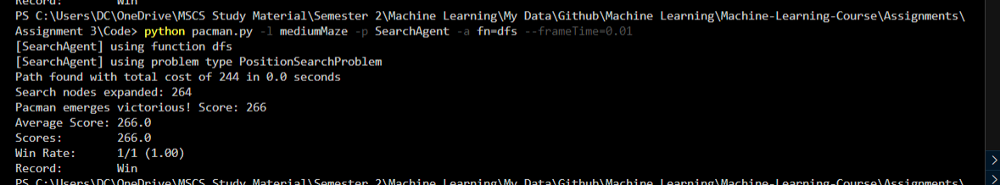 Record:        Win
PS C:\Users\DC\OneDrive\MSCS Study Material\Semester 2\Machine Learning\My Data\Github\Machine Learning\Machine-Learning-Course\Assignments\
Assignment 3\Code> python pacman.py -l mediumMaze -p SearchAgent -a fn=dfs --frameTime=0.01
[SearchAgent] using function dfs
[SearchAgent] using problem type PositionSearchProblem
Path found with total cost of 244 in 0.0 seconds
Search nodes expanded: 264
Pacman emerges victorious! Score: 266
Average Score: 266.0
Scores:        266.0
Win Rate:      1/1 (1.00)
Record:        Win
PS C:\Users\DC\OneDrive\MSCS Study Material\Semester 2\Machine Learning\My Data\Github\Machine Learning\Machine-Learning-Course\Assignments\